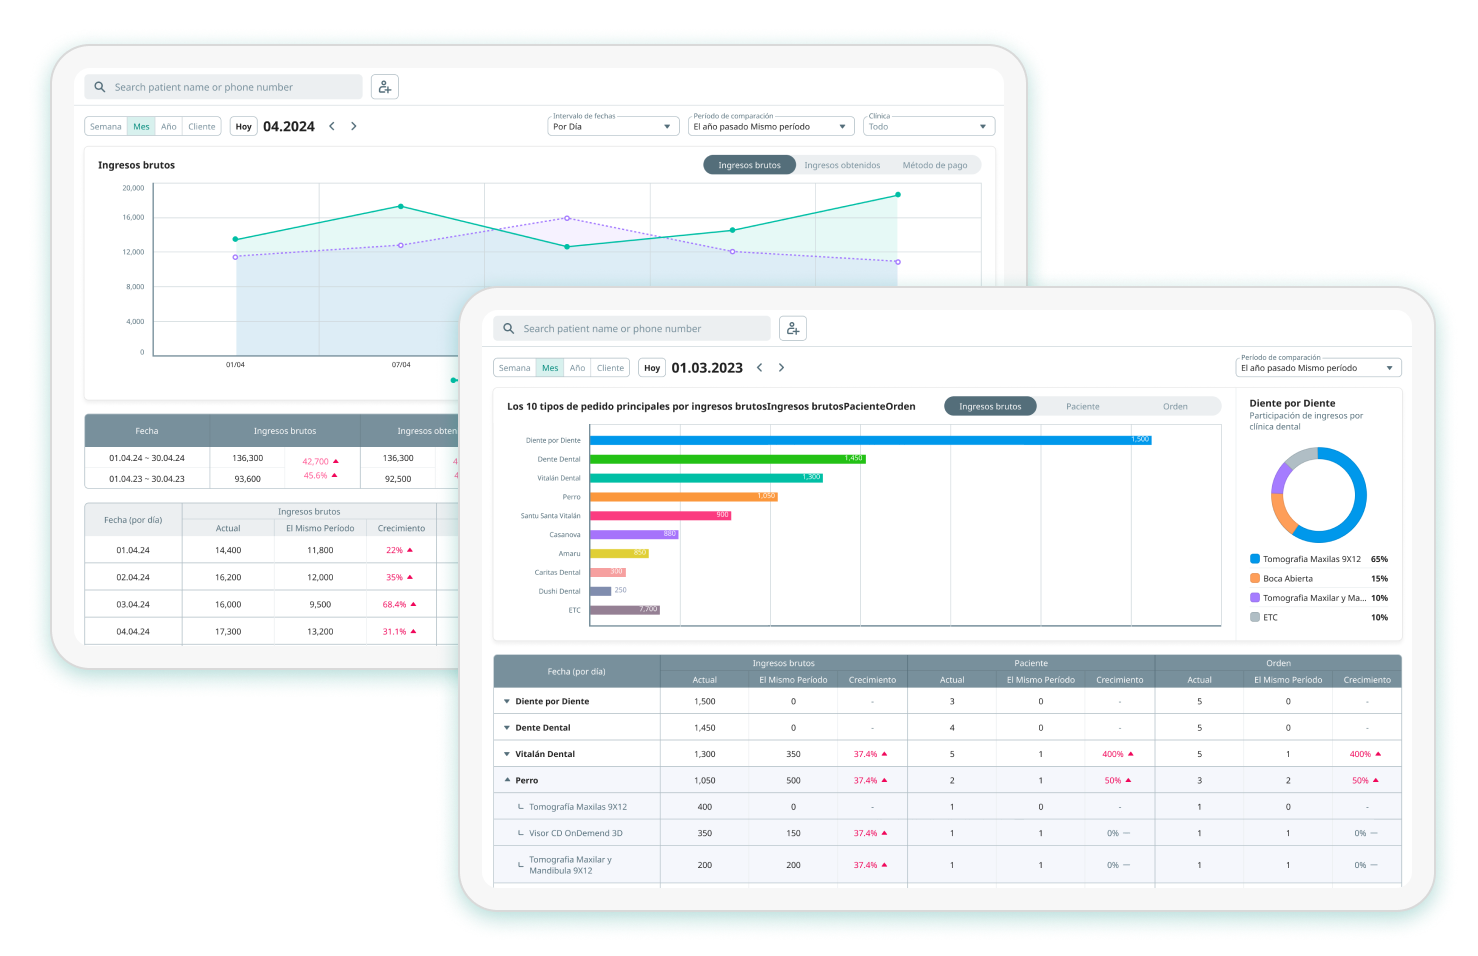 Search patient name or phone number
Semana Mes Año Cliente Hoy 04.2024
Intervalo de fechas
Por Día
Período de comparación
El año pasado Mismo período
Clínica
Todo
Ingresos brutos
Ingresos brutos Ingresos obtenidos Método de pago
20,000
16,000
12,000
8,000
4,000
0
01/04 07/04
Fecha Ingresos brutos Ingresos obten
01.04.24 ~ 30.04.24 136,300 42,700 136,300 4
01.04.23 ~ 30.04.23 93,600 45.6% 92,500 4
Fecha (por día) Ingresos brutos
Actual El Mismo Período Crecimiento
01.04.24 14,400 11,800 22%
02.04.24 16,200 12,000 35%
03.04.24 16,000 9,500 68.4%
04.04.24 17,300 13,200 31.1%
Search patient name or phone number
Semana Mes Año Cliente Hoy 01.03.2023
Período de comparación
El año pasado Mismo período
Los 10 tipos de pedido principales por ingresos brutosIngresos brutosPacienteOrden
Ingresos brutos Paciente Orden
Diente por Diente 1,500
Dente Dental 1,450
Vitalán Dental 1,300
Perro 1,050
Santu Santa Vitalán 900
Casanova 880
Amaru 850
Caritas Dental 300
Dushi Dental 250
ETC 7,700
Diente por Diente
Participación de ingresos por
clínica dental
Tomografia Maxilas 9X12 65%
Boca Abierta 15%
Tomografia Maxilar y Ma... 10%
ETC 10%
Fecha (por día) Ingresos brutos Paciente Orden
Actual El Mismo Período Crecimiento Actual El Mismo Período Crecimiento Actual El Mismo Período Crecimiento
Diente por Diente 1,500 0 - 3 0 - 5 0 -
Dente Dental 1,450 0 - 4 0 - 5 0 -
Vitalán Dental 1,300 350 37.4% 5 1 400% 5 1 400%
Perro 1,050 500 37.4% 2 1 50% 3 2 50%
Tomografia Maxilas 9X12 400 0 - 1 0 - 1 0 -
Visor CD OnDemend 3D 350 150 37.4% 1 1 0% — 1 1 0% —
Tomografia Maxilar y
Mandibula 9X12 200 200 37.4% 1 1 0% — 1 1 0% —